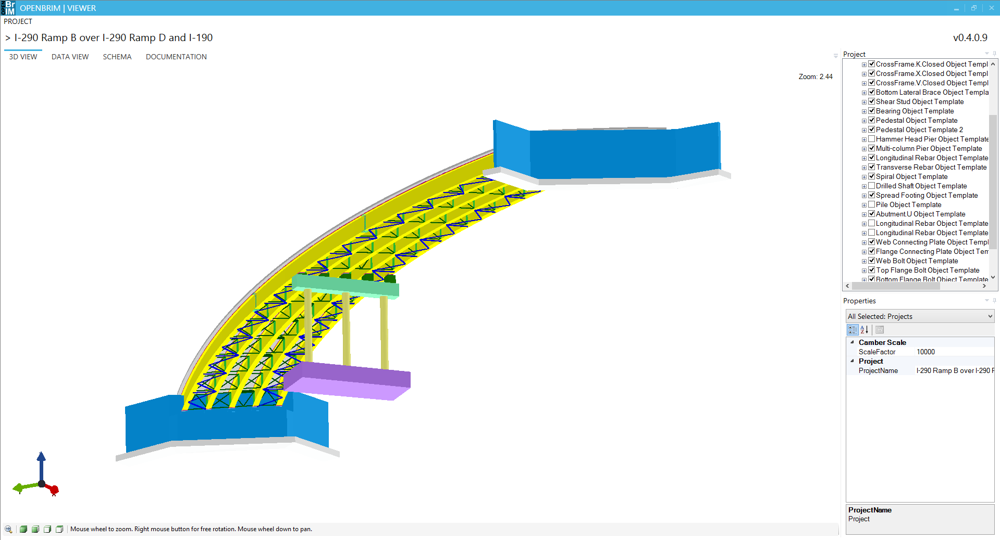 OPEN BrIM OPENBRIM | VIEWER
PROJECT
> I-290 Ramp B over I-290 Ramp D and I-190
v0.4.0.9
3D VIEW DATA VIEW SCHEMA DOCUMENTATION
Zoom: 2.44
Project
CrossFrame.K.Closed Object Templ
CrossFrame.X.Closed Object Templ
CrossFrame.V.Closed Object Templ
Bottom Lateral Brace Object Templa
Shear Stud Object Template
Bearing Object Template
Pedestal Object Template
Pedestal Object Template 2
Hammer Head Pier Object Template
Multi-column Pier Object Template
Longitudinal Rebar Object Template
Transverse Rebar Object Template
Spiral Object Template
Drilled Shaft Object Template
Spread Footing Object Template
Pile Object Template
Abutment.U Object Template
Longitudinal Rebar Object Template
Longitudinal Rebar Object Template
Web Connecting Plate Object Templ
Flange Connecting Plate Object Tem
Web Bolt Object Template
Top Flange Bolt Object Template
Bottom Flange Bolt Object Template
Properties
All Selected: Projects
Camber Scale
ScaleFactor 10000
Project
ProjectName I-290 Ramp B over I-290 R
ProjectName
Project
X
Mouse wheel to zoom. Right mouse button for free rotation. Mouse wheel down to pan.